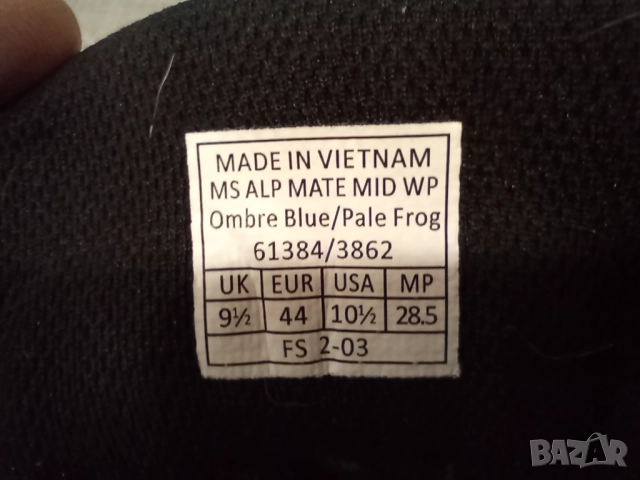 MADE IN VIETNAM
MS ALP MATE MID WP
Ombre Blue/Pale Frog
61384/3862
UK EUR USA MP
9½ 44 10½ 28.5
FS 2-03
BAZAR